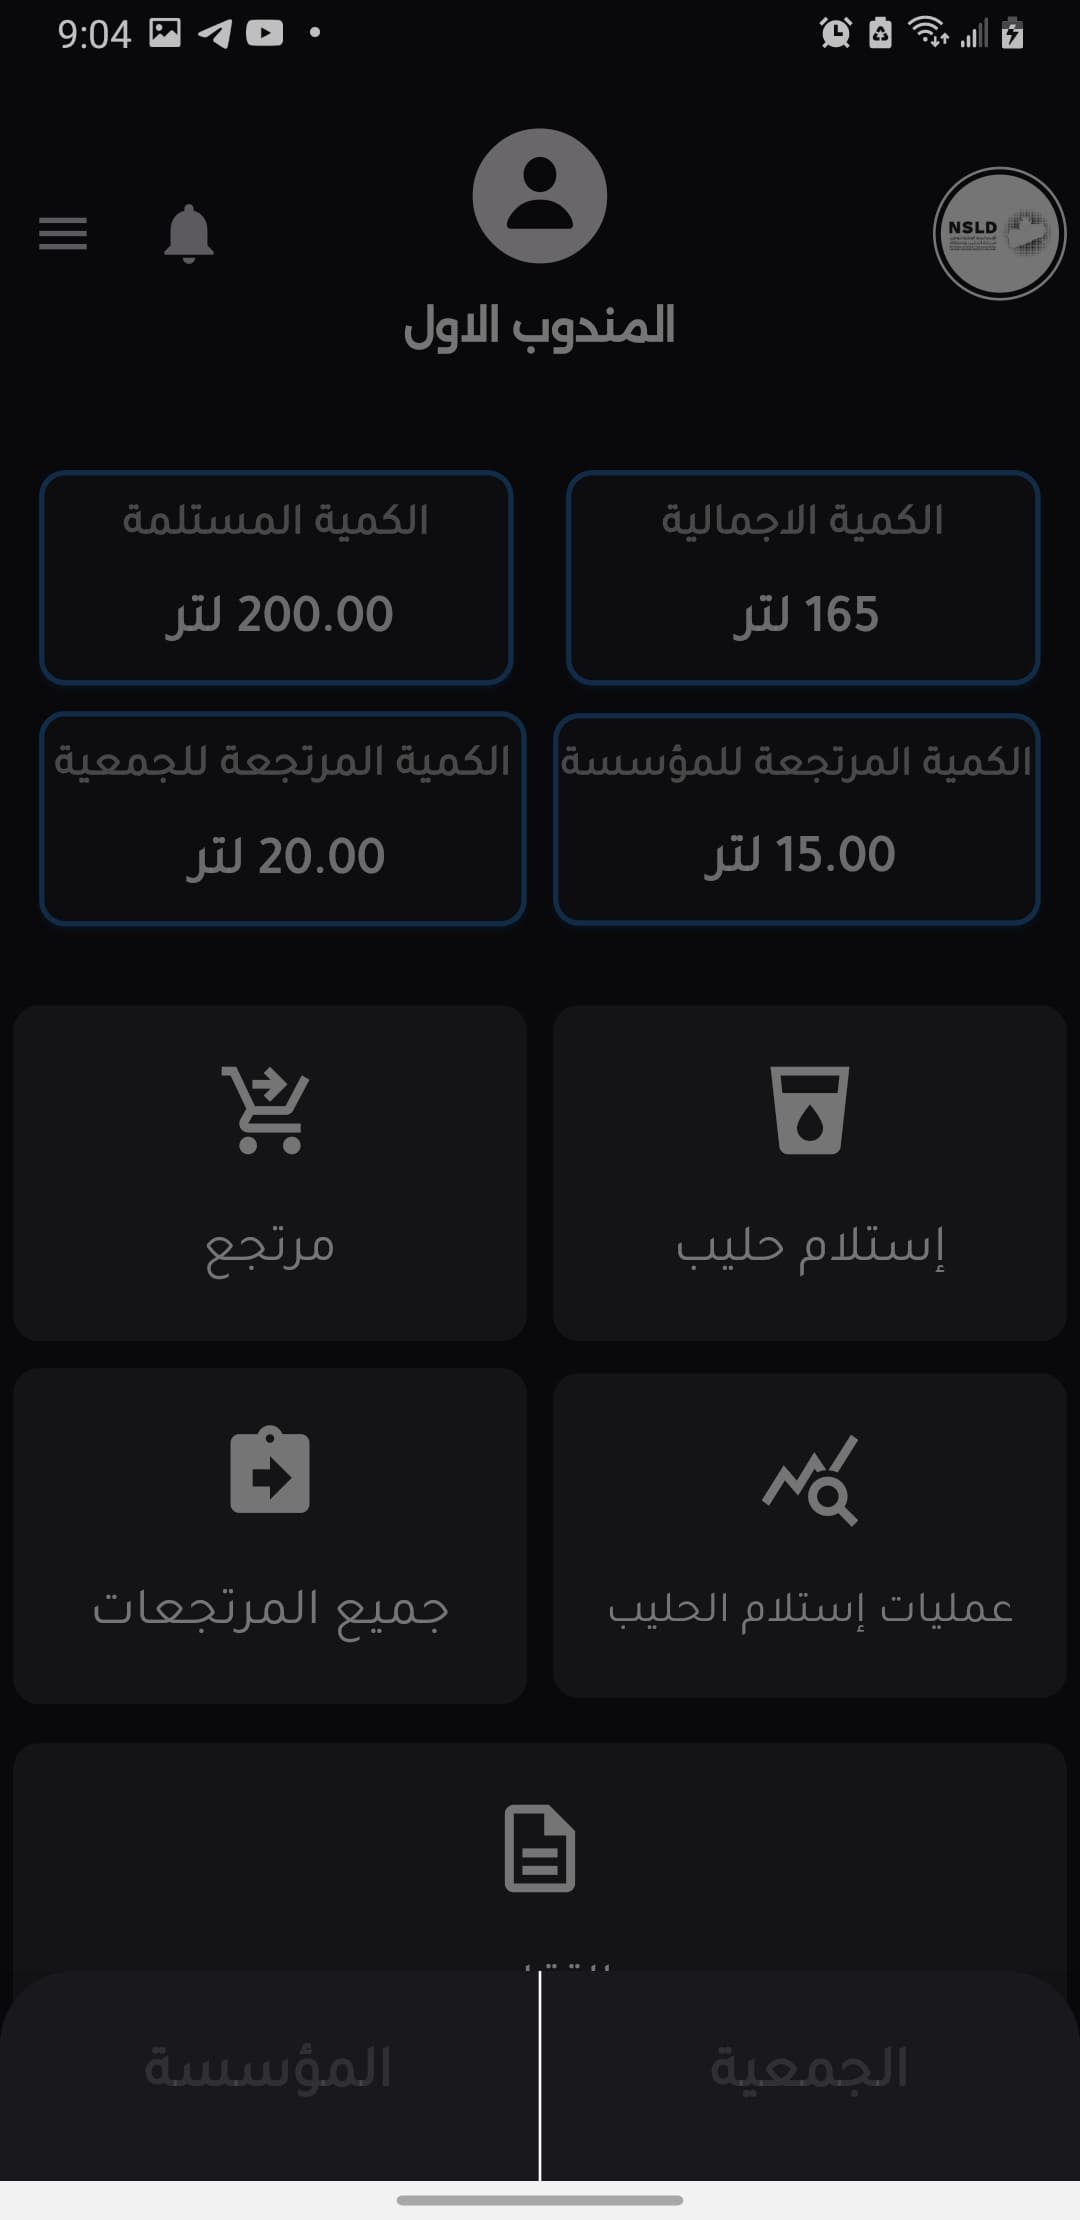 9:04
NSLD
المندوب الاول
الكمية الاجمالية
165 لتر
الكمية المستلمة
200.00 لتر
الكمية المرتجعة للمؤسسة
15.00 لتر
الكمية المرتجعة للجمعية
20.00 لتر
إستلام حليب
مرتجع
عمليات إستلام الحليب
جميع المرتجعات
الجمعية
المؤسسة